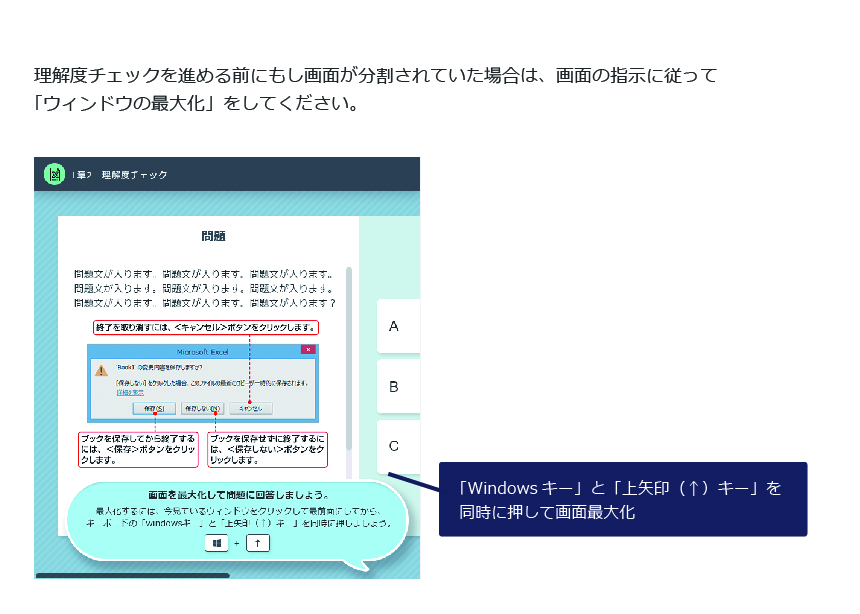 理解度チェックを進める前にもし画面が分割されていた場合は、画面の指示に従って
「ウィンドウの最大化」をしてください。
1章2 理解度チェック
問題
問題文が入ります。問題文が入ります。問題文が入ります。
問題文が入ります。問題文が入ります。問題文が入ります。
問題文が入ります。問題文が入ります。問題文が入ります？
終了を取り消すには、<キャンセル>ボタンをクリックします。
Microsoft Excel
'Book1' の変更内容を保存しますか?
[保存しない] をクリックした場合、このファイルの最新のコピーが一時的に保存されます。
詳細を表示
保存(S)
保存しない(N)
キャンセル
ブックを保存してから終了する
には、<保存>ボタンをクリッ
クします。
ブックを保存せずに終了するに
は、<保存しない>ボタンをク
リックします。
A
B
C
画面を最大化して問題に回答しましょう。
最大化するには、今見ているウィンドウをクリックして最前面にしてから、
キーボードの「Windowsキー」と「上矢印（↑）キー」を同時に押しましょう。
+ ↑
「Windows キー」と「上矢印（↑）キー」を
同時に押して画面最大化